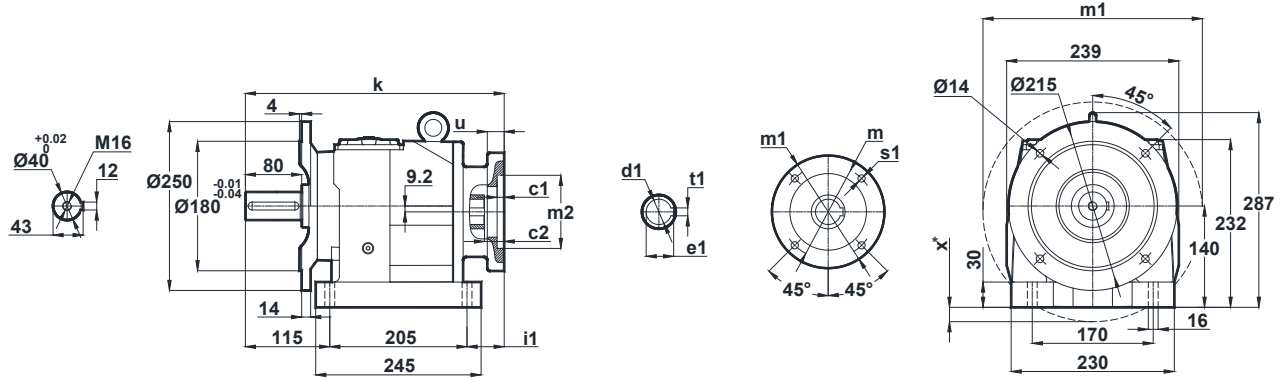 +0.02
0
Ø40
M16
12
43
k
4
u
80
Ø250
-0.01
-0.04
Ø180
9.2
c1
m2
c2
14
115
205
i1
245
d1
t1
e1
m1
m
s1
45°
45°
m1
239
Ø14
Ø215
45°
287
232
140
x*
30
16
170
230